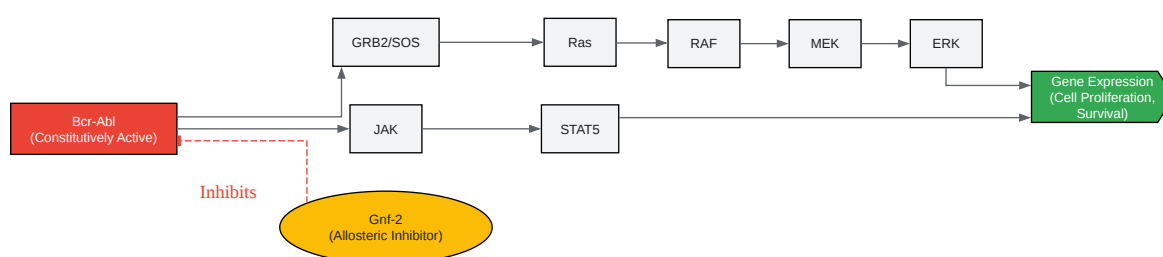 GRB2/SOS
Ras
RAF
MEK
ERK
Gene Expression
(Cell Proliferation,
Survival)
Bcr-Abl
(Constitutively Active)
JAK
STAT5
Inhibits
Gnf-2
(Allosteric Inhibitor)